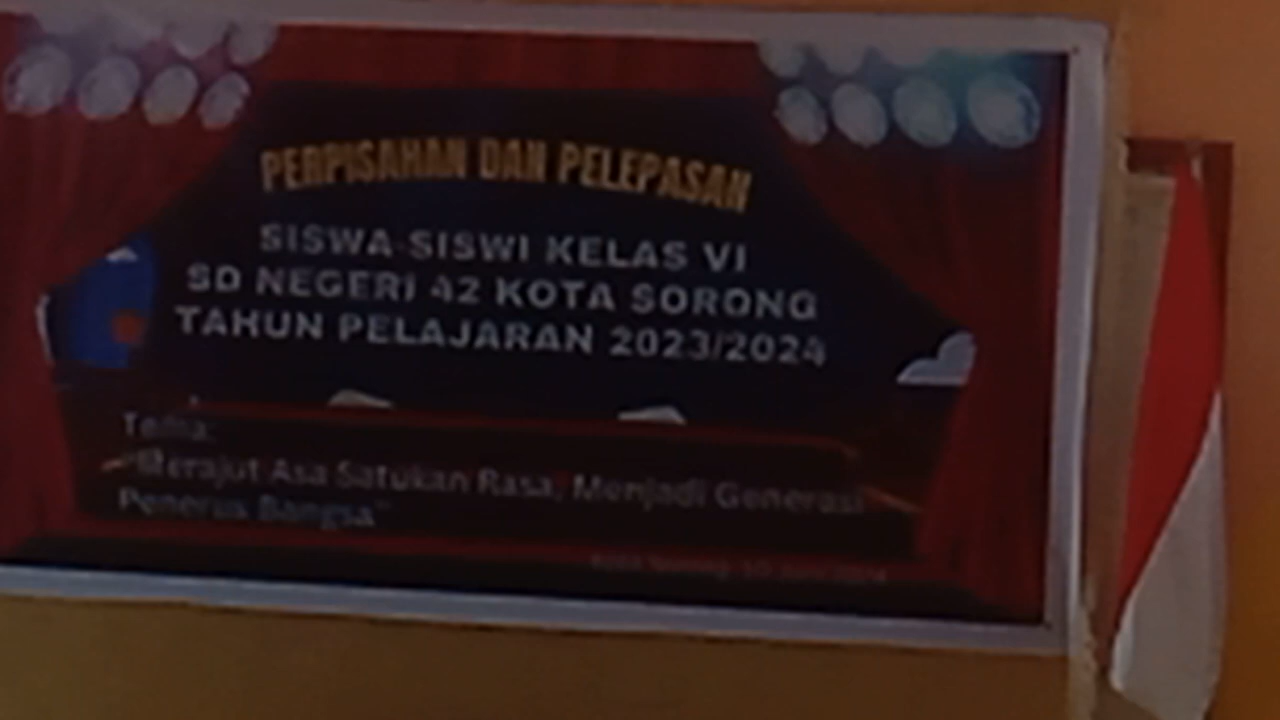 PERPISAHAN DAN PELEPASAN
SISWA-SISWI KELAS VI
SD NEGERI 42 KOTA SORONG
TAHUN PELAJARAN 2023/2024
Tema:
"Merajut Asa Satukan Rasa, Menjadi Generasi
Penerus Bangsa"